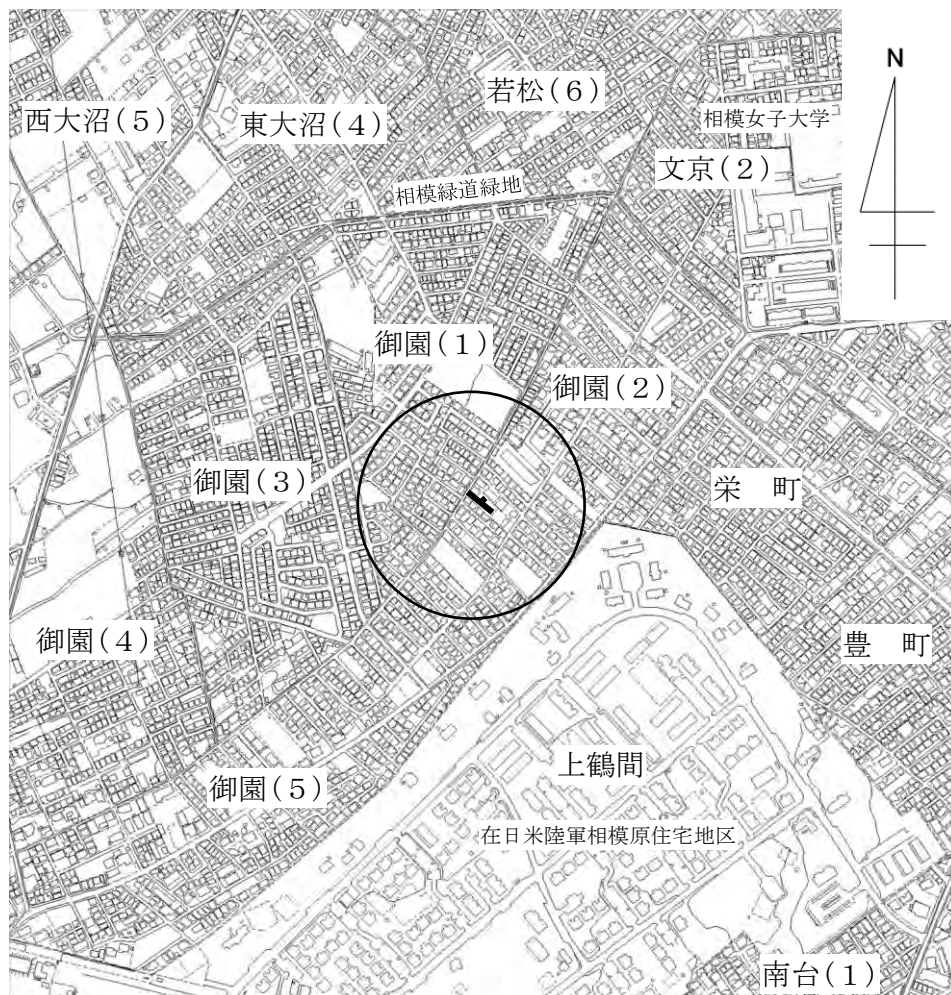 N
若松(6)
西大沼(5)
東大沼(4)
相模女子大学
文京(2)
相模緑道緑地
御園(1)
御園(2)
御園(3)
栄　町
御園(4)
豊　町
上鶴間
御園(5)
在日米陸軍相模原住宅地区
南台(1)